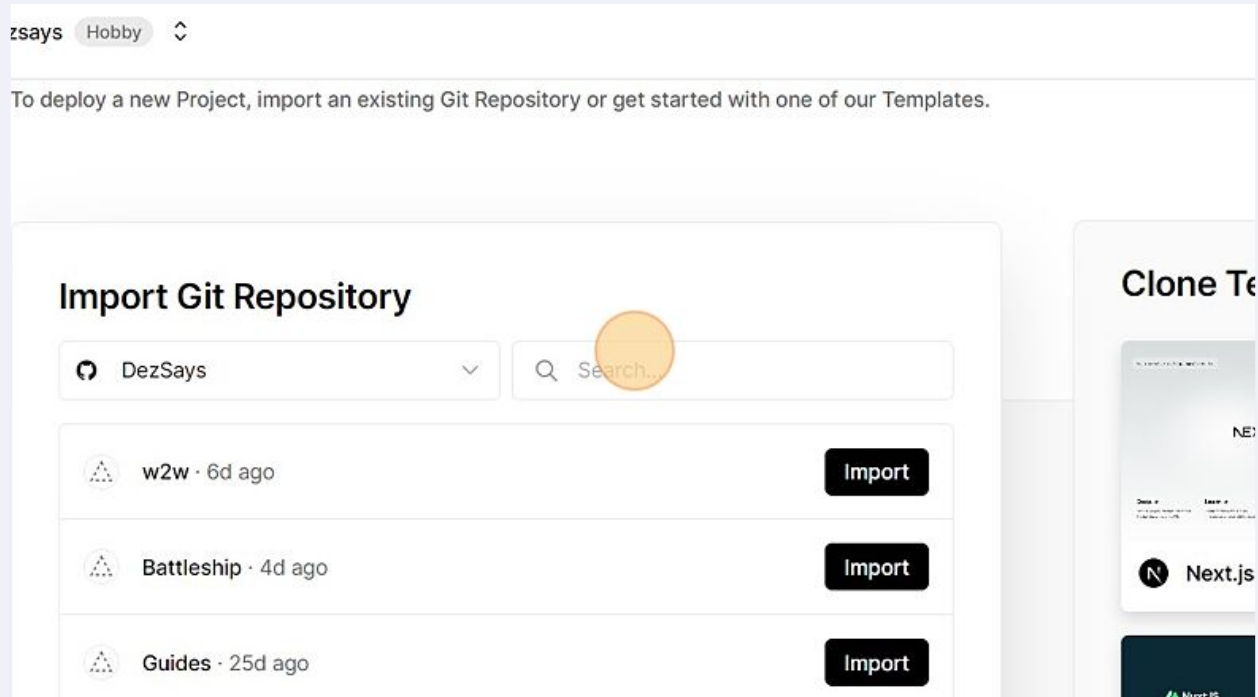 zsays Hobby
To deploy a new Project, import an existing Git Repository or get started with one of our Templates.
Import Git Repository
DezSays
Search...
w2w · 6d ago Import
Battleship · 4d ago Import
Guides · 25d ago Import
Clone Te
NEX
Next.js